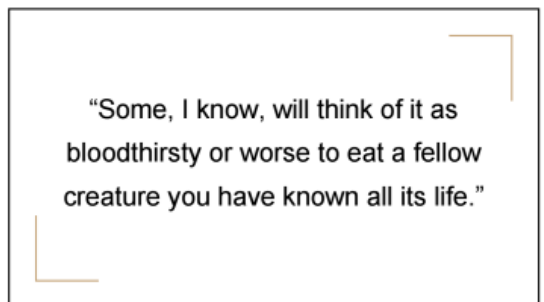 “Some, I know, will think of it as
bloodthirsty or worse to eat a fellow
creature you have known all its life.”